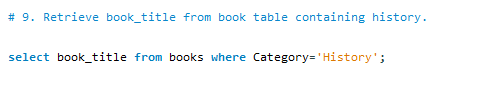 # 9. Retrieve book_title from book table containing history.
select book_title from books where Category='History';